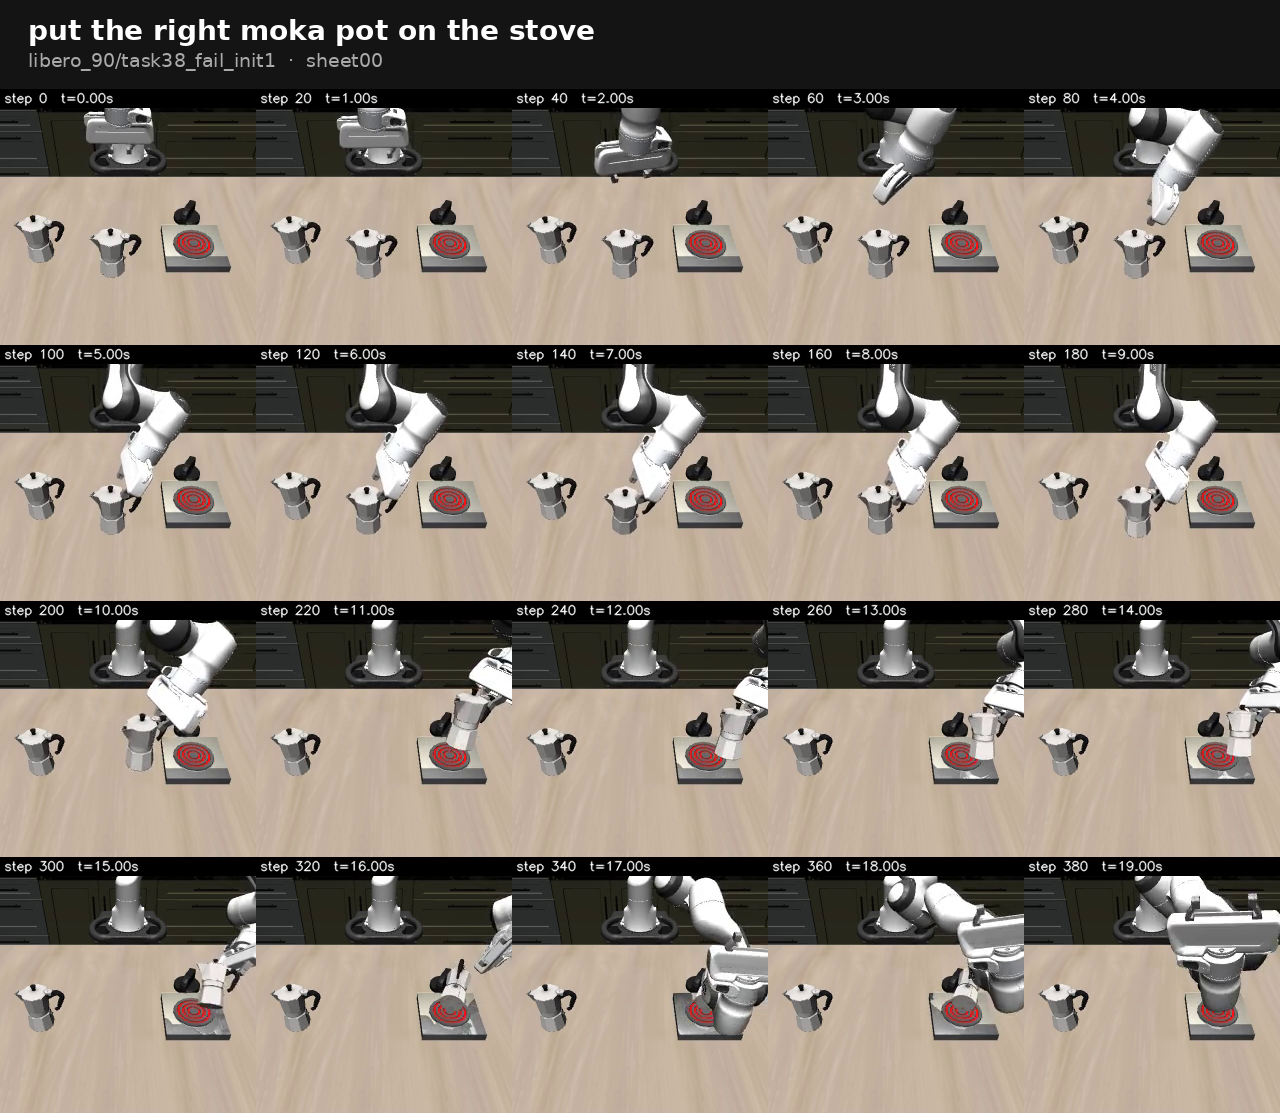 put the right moka pot on the stove
libero_90/task38_fail_init1 · sheet00
step 0 t=0.00s
step 20 t=1.00s
step 40 t=2.00s
step 60 t=3.00s
step 80 t=4.00s
step 100 t=5.00s
step 120 t=6.00s
step 140 t=7.00s
step 160 t=8.00s
step 180 t=9.00s
step 200 t=10.00s
step 220 t=11.00s
step 240 t=12.00s
step 260 t=13.00s
step 280 t=14.00s
step 300 t=15.00s
step 320 t=16.00s
step 340 t=17.00s
step 360 t=18.00s
step 380 t=19.00s